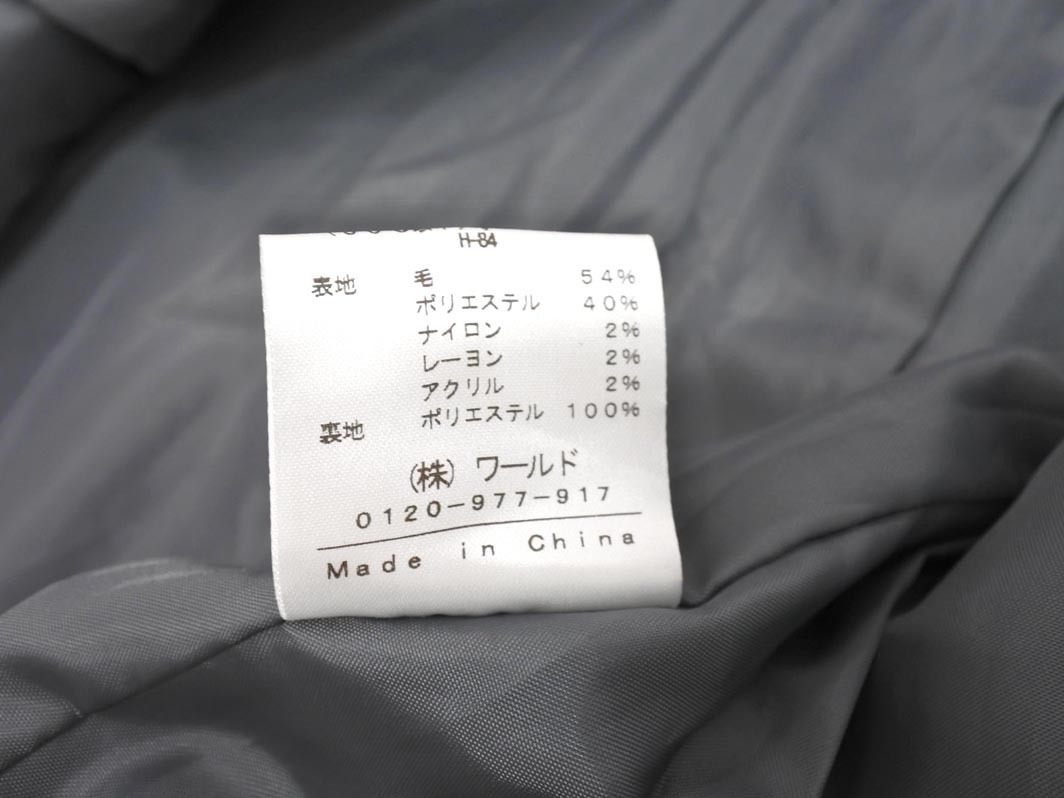 H-84
表地 毛 54%
ポリエステル 40%
ナイロン 2%
レーヨン 2%
アクリル 2%
裏地 ポリエステル 100%
(株) ワールド
0120-977-917
Made in China